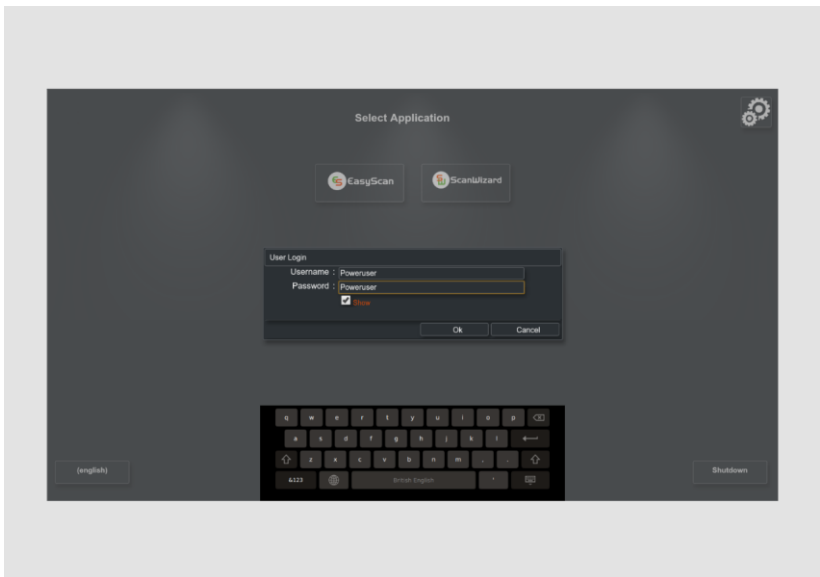 Select Application
EasyScan
ScanWizard
User Login
Username : Poweruser
Password : Poweruser
Show
Ok Cancel
q w e r t y u i o p
a s d f g h j k l
z x c v b n m , .
&123 British English '
(english)
Shutdown